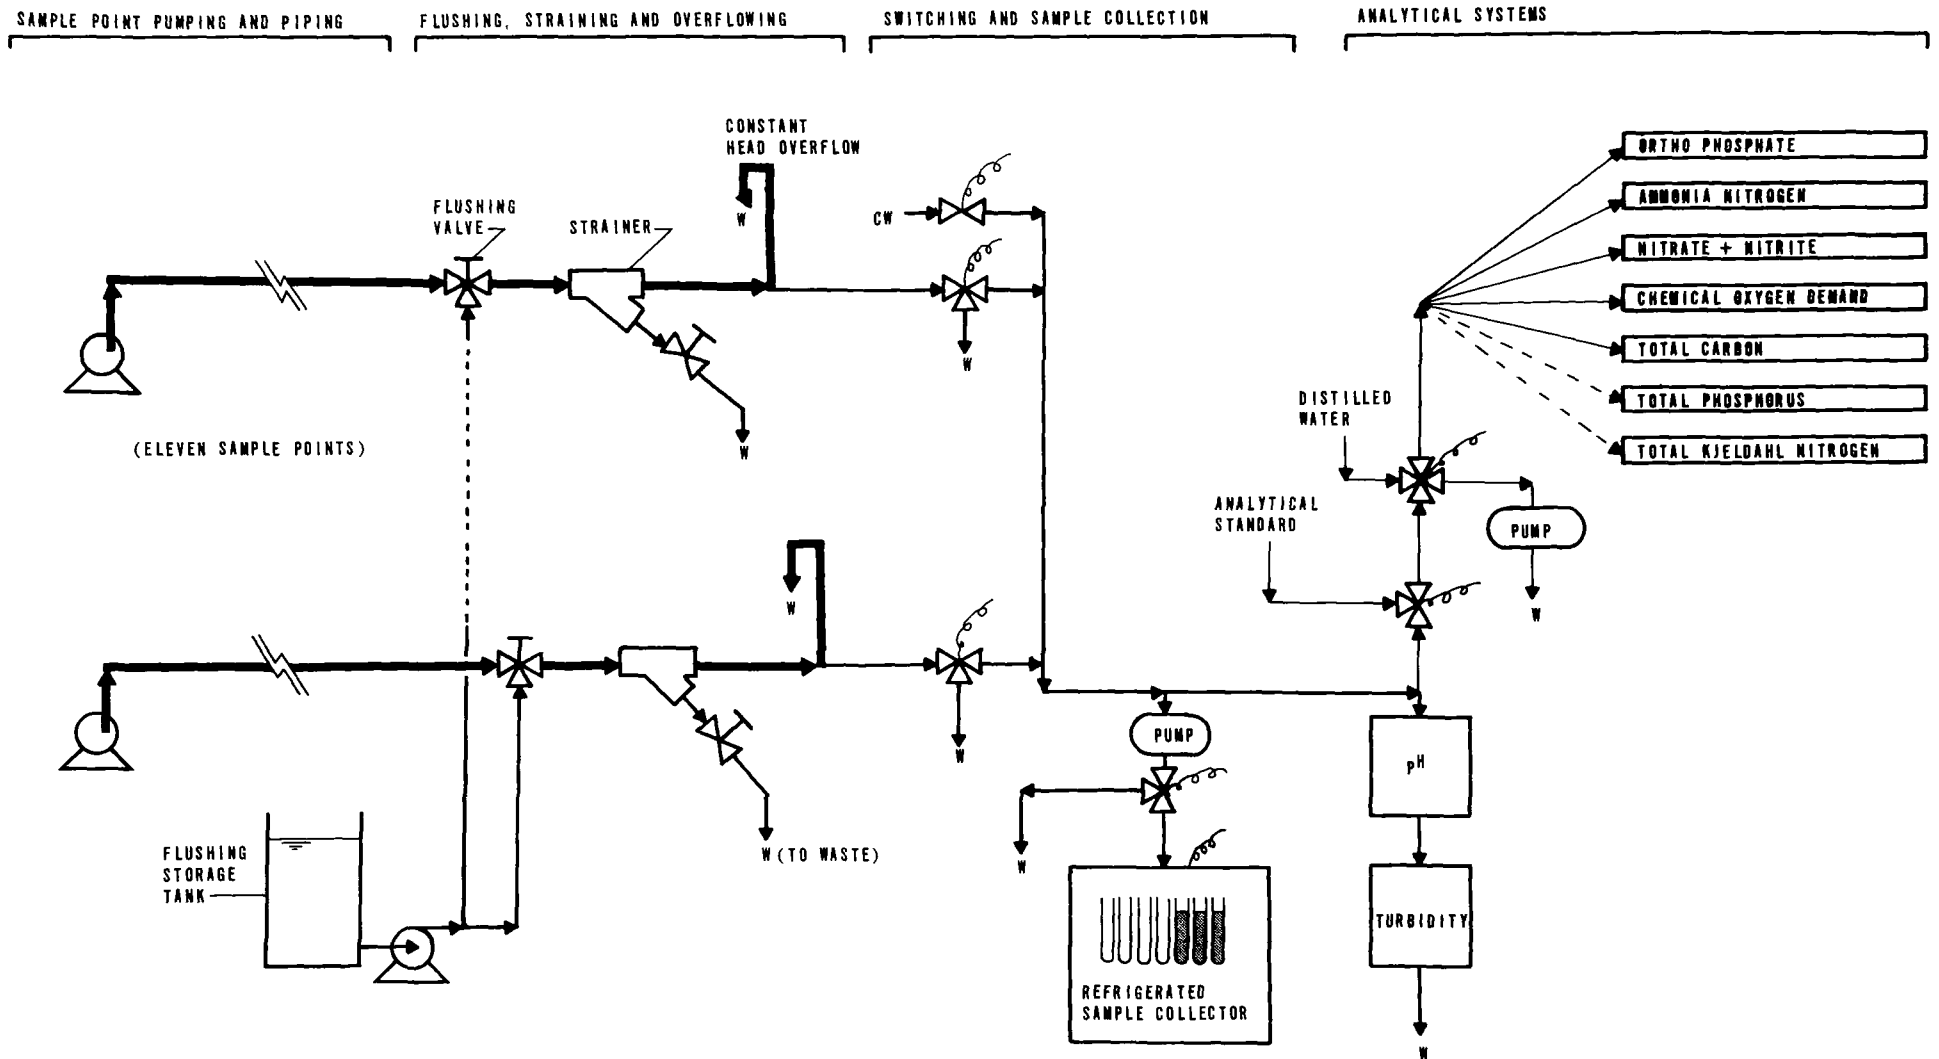 SAMPLE POINT PUMPING AND PIPING
FLUSHING, STRAINING AND OVERFLOWING
SWITCHING AND SAMPLE COLLECTION
ANALYTICAL SYSTEMS
CONSTANT
HEAD OVERFLOW
W
FLUSHING
VALVE
STRAINER
W
(ELEVEN SAMPLE POINTS)
CW
W
ORTHO PHOSPHATE
AMMONIA NITROGEN
NITRATE + NITRITE
CHEMICAL OXYGEN DEMAND
TOTAL CARBON
TOTAL PHOSPHORUS
TOTAL KJELDAHL NITROGEN
DISTILLED
WATER
ANALYTICAL
STANDARD
PUMP
W
W
W
W (TO WASTE)
FLUSHING
STORAGE
TANK
PUMP
W
REFRIGERATED
SAMPLE COLLECTOR
pH
TURBIDITY
W